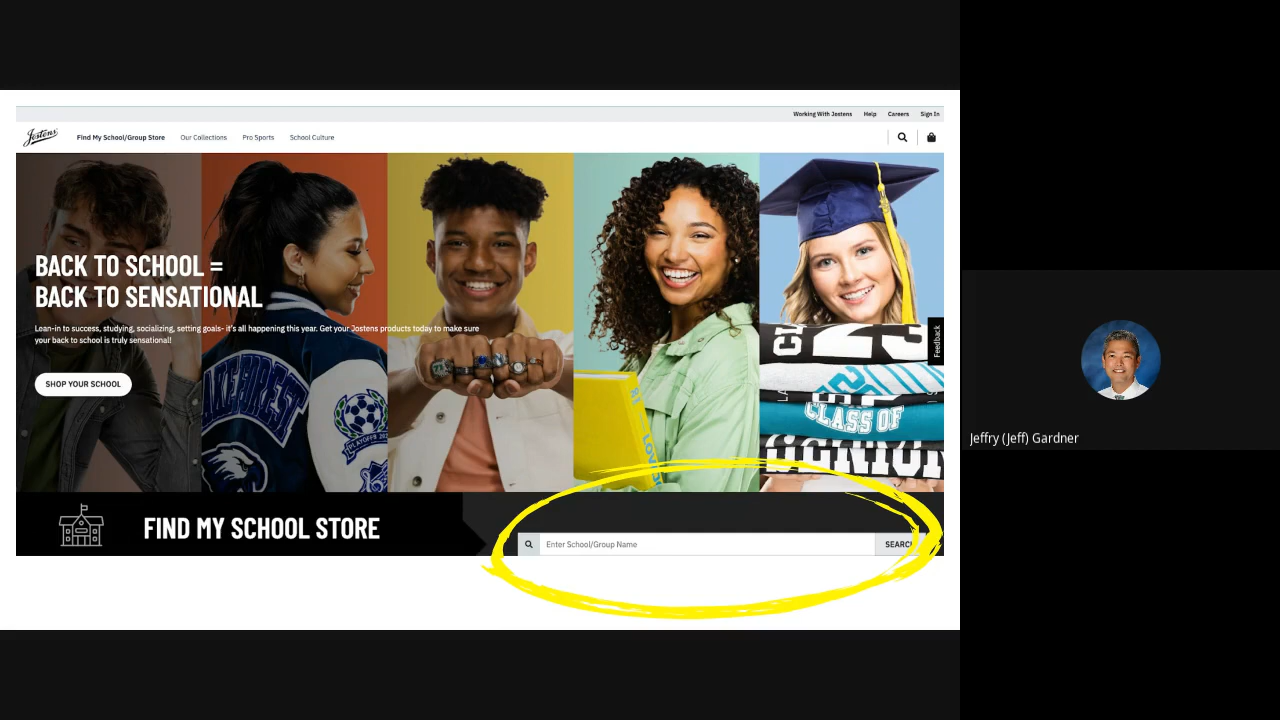 Working With Jostens Help Careers Sign In
Jostens Find My School/Group Store Our Collections Pro Sports School Culture
BACK TO SCHOOL =
BACK TO SENSATIONAL
Lean-in to success, studying, socializing, setting goals- it's all happening this year. Get your Jostens products today to make sure
your back to school is truly sensational!
SHOP YOUR SCHOOL
Feedback
PLAYOFFS
CLASS OF
SENIOR
FIND MY SCHOOL STORE
Enter School/Group Name
SEARCH
Jeffry (Jeff) Gardner